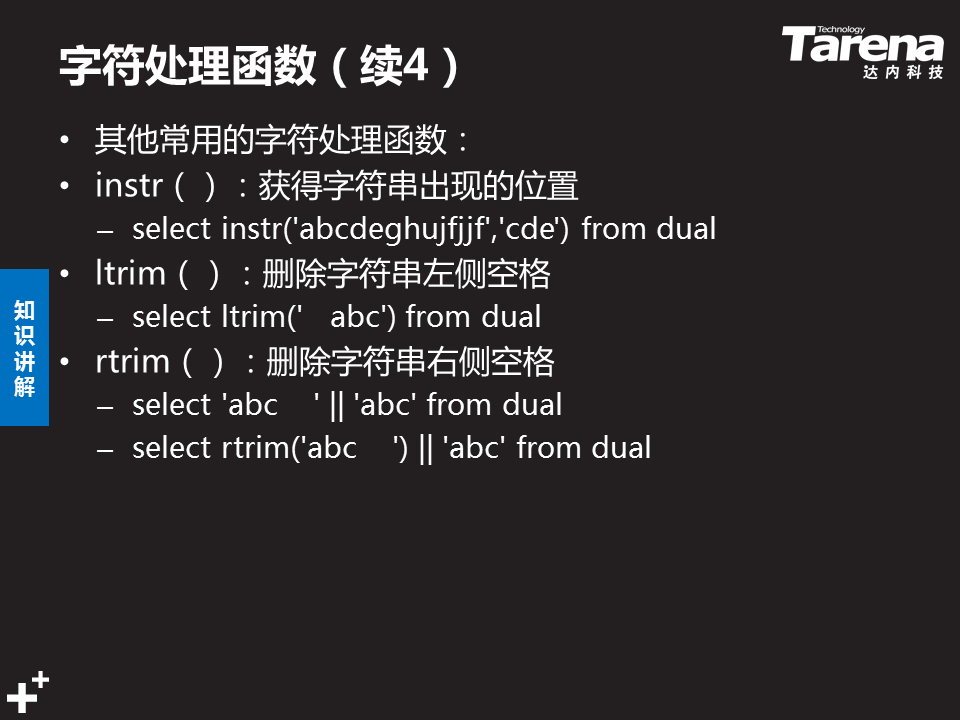 字符处理函数（续4）
Technology
Tarena
达内科技
• 其他常用的字符处理函数：
• instr（ ）：获得字符串出现的位置
– select instr('abcdeghujfjjf','cde') from dual
• ltrim（ ）：删除字符串左侧空格
– select ltrim('   abc') from dual
• rtrim（ ）：删除字符串右侧空格
– select 'abc    ' || 'abc' from dual
– select rtrim('abc    ') || 'abc' from dual
知识讲解